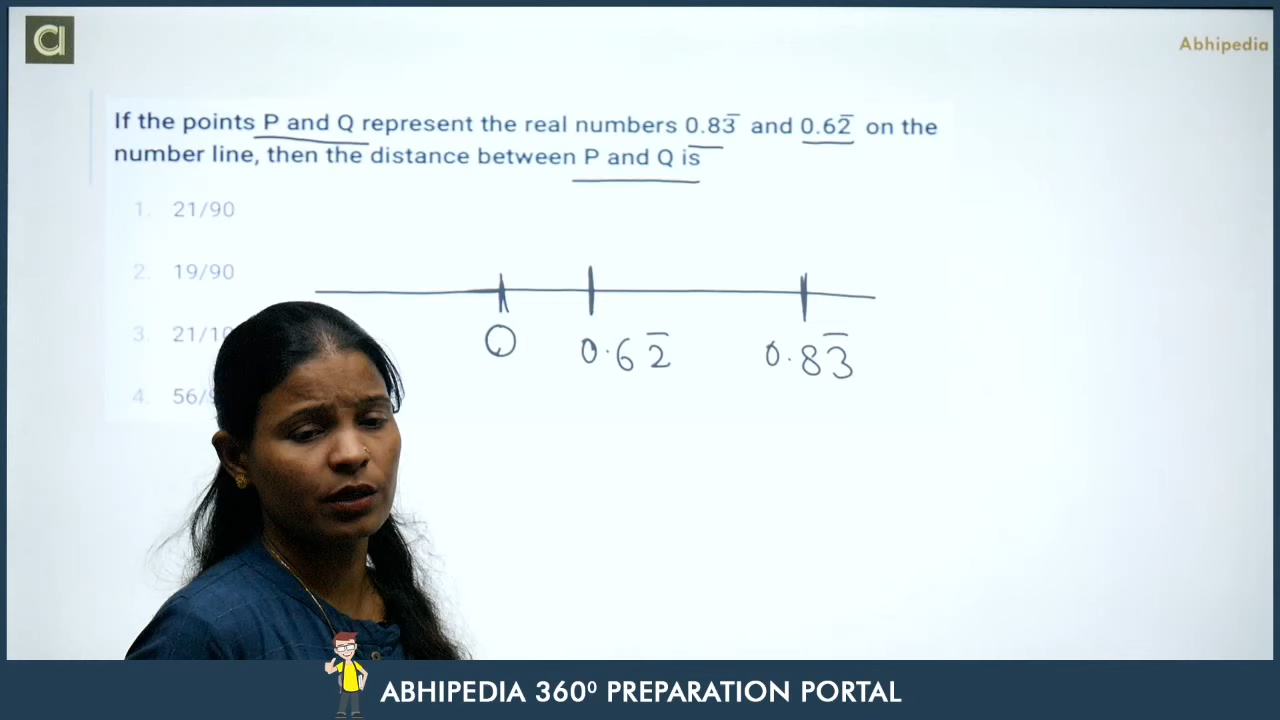 Abhipedia
If the points P and Q represent the real numbers 0.83̅ and 0.62̅ on the
number line, then the distance between P and Q is
1. 21/90
2. 19/90
3.
4.
0 0.62̅ 0.83̅
ABHIPEDIA 360⁰ PREPARATION PORTAL